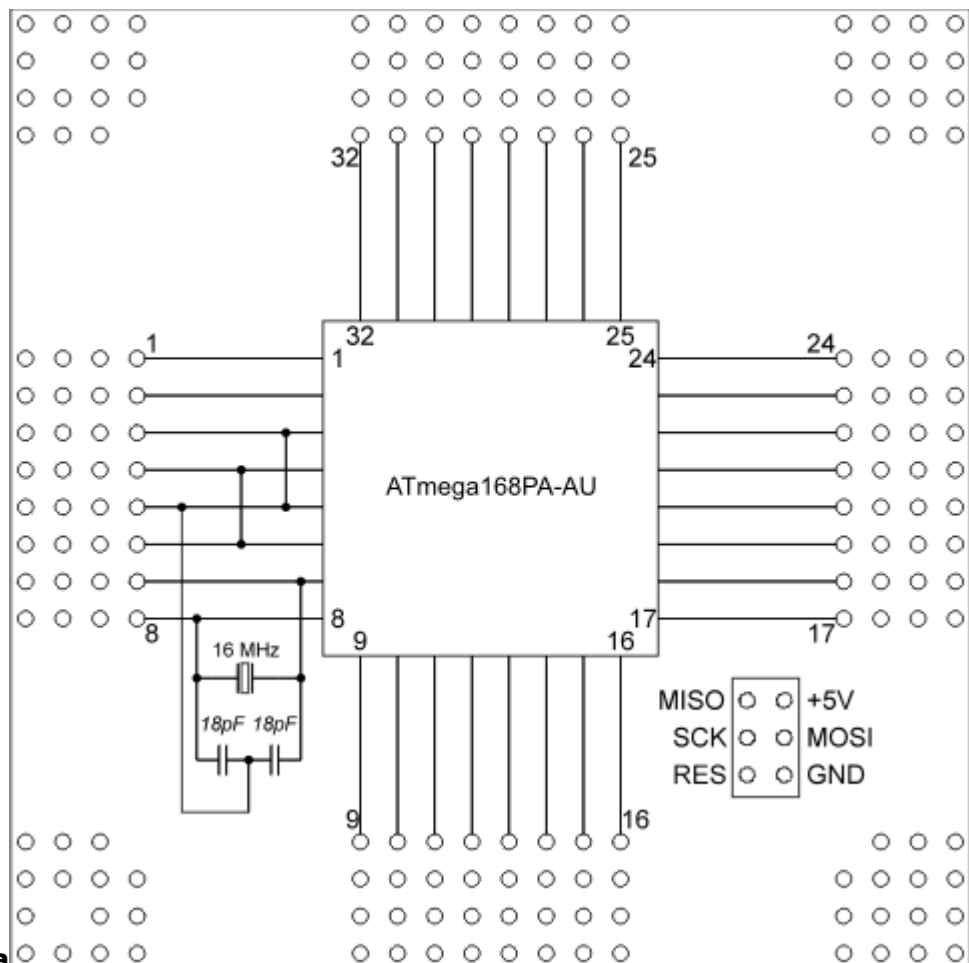 32 25
32 25
1 1 24 24
ATmega168PA-AU
8 8 17 17
9 16
16 MHz
18pF 18pF
MISO +5V
SCK MOSI
RES GND
9 16
a